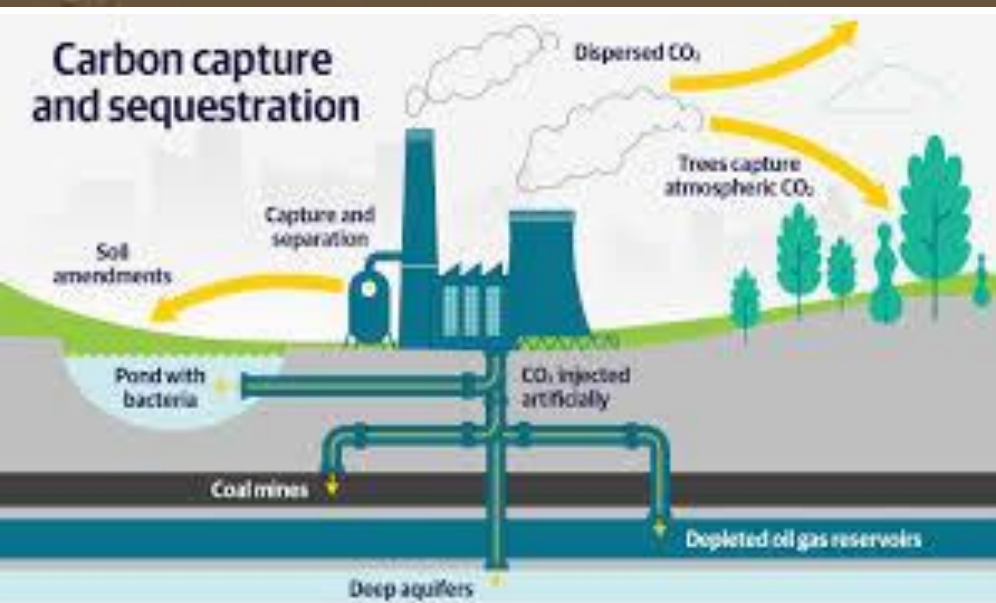 Carbon capture
and sequestration
Dispersed CO₂
Trees capture
atmospheric CO₂
Capture and
separation
Soil
amendments
Pond with
bacteria
CO₂ injected
artificially
Coal mines
Depleted oil gas reservoirs
Deep aquifers